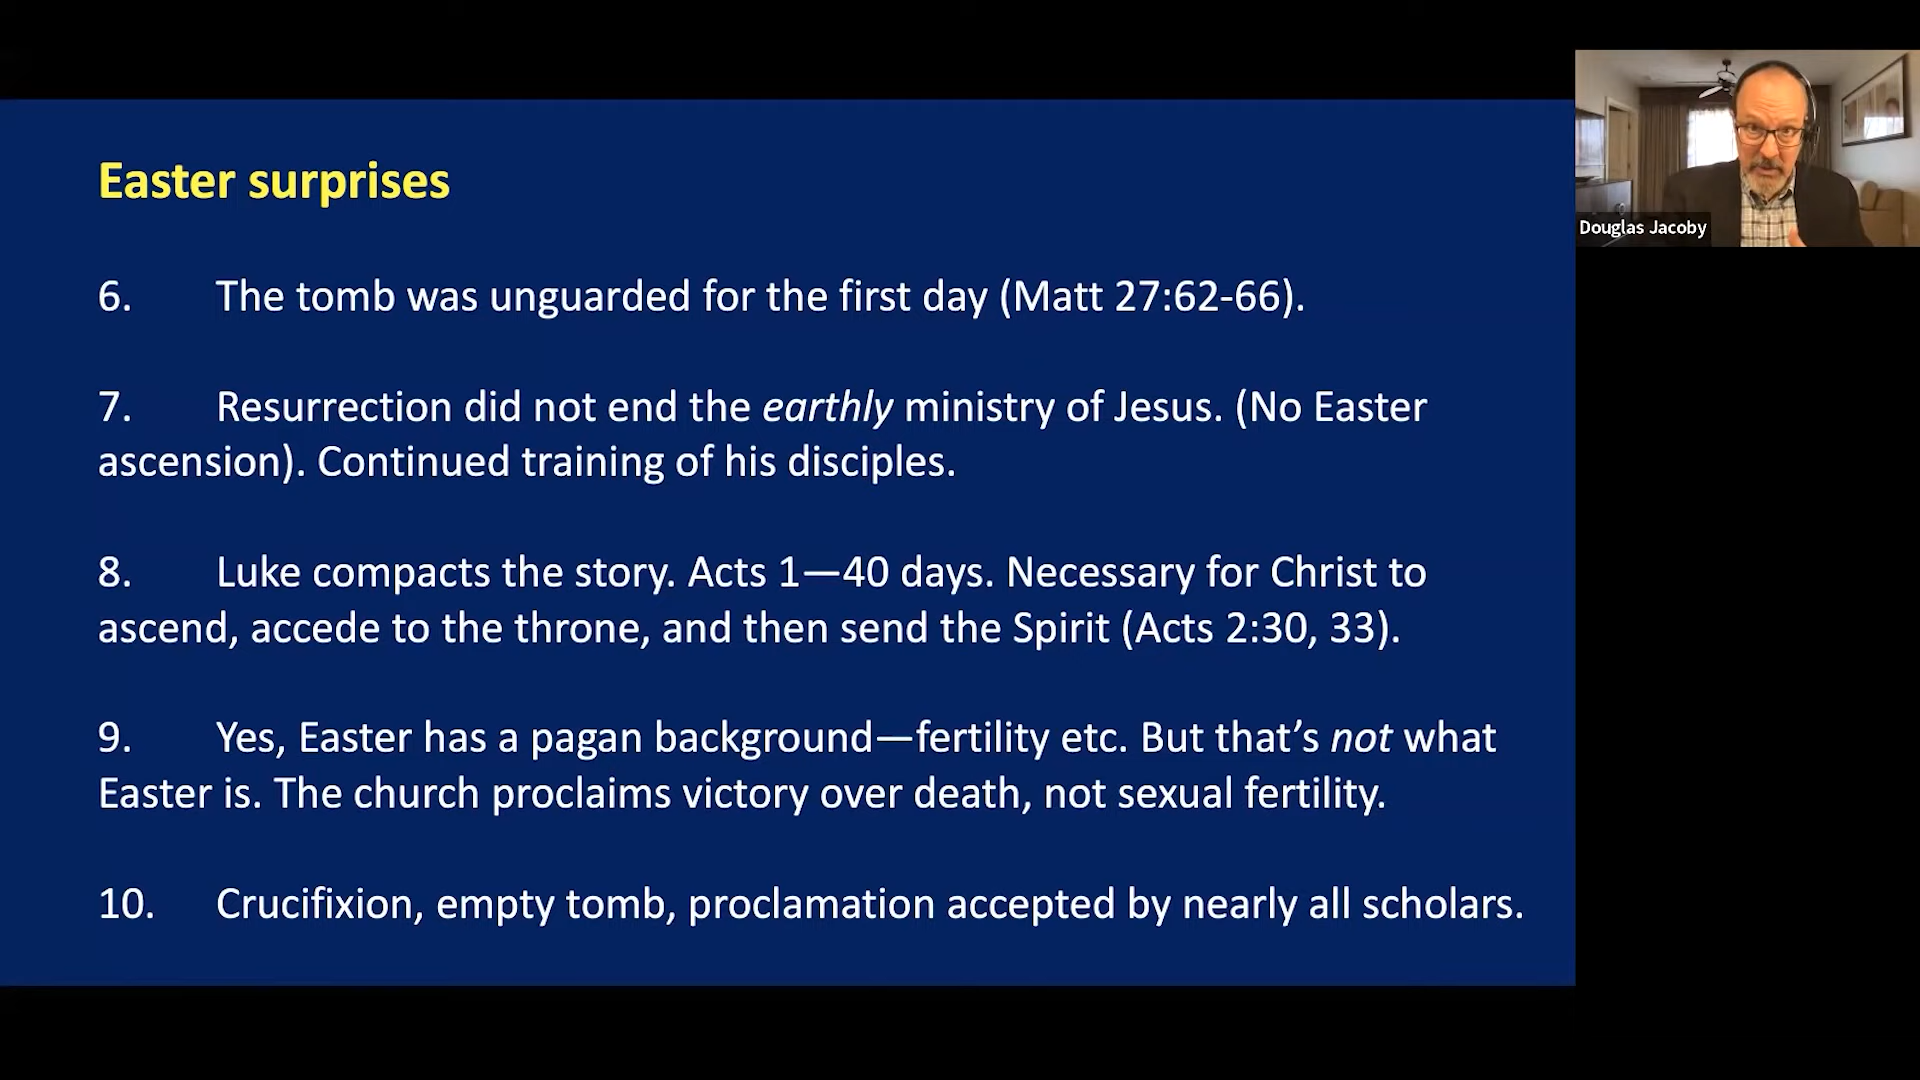 Easter surprises
6. The tomb was unguarded for the first day (Matt 27:62-66).
7. Resurrection did not end the earthly ministry of Jesus. (No Easter
ascension). Continued training of his disciples.
8. Luke compacts the story. Acts 1—40 days. Necessary for Christ to
ascend, accede to the throne, and then send the Spirit (Acts 2:30, 33).
9. Yes, Easter has a pagan background—fertility etc. But that’s not what
Easter is. The church proclaims victory over death, not sexual fertility.
10. Crucifixion, empty tomb, proclamation accepted by nearly all scholars.
Douglas Jacoby